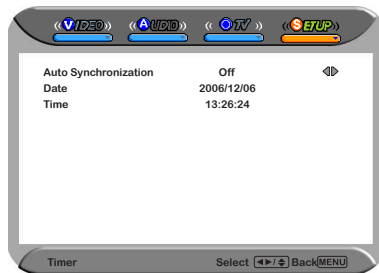 VIDEO AUDIO TV SETUP
Auto Synchronization Off
Date 2006/12/06
Time 13:26:24
Timer Select ◀▶/⬍ Back MENU